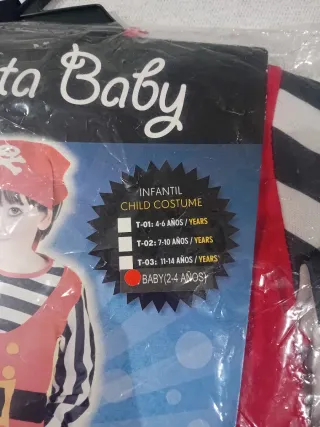 ta Baby
INFANTIL
CHILD COSTUME
T-01: 4-6 AÑOS / YEARS
T-02: 7-10 AÑOS / YEARS
T-03: 11-14 AÑOS / YEARS
BABY(2-4 AÑOS)